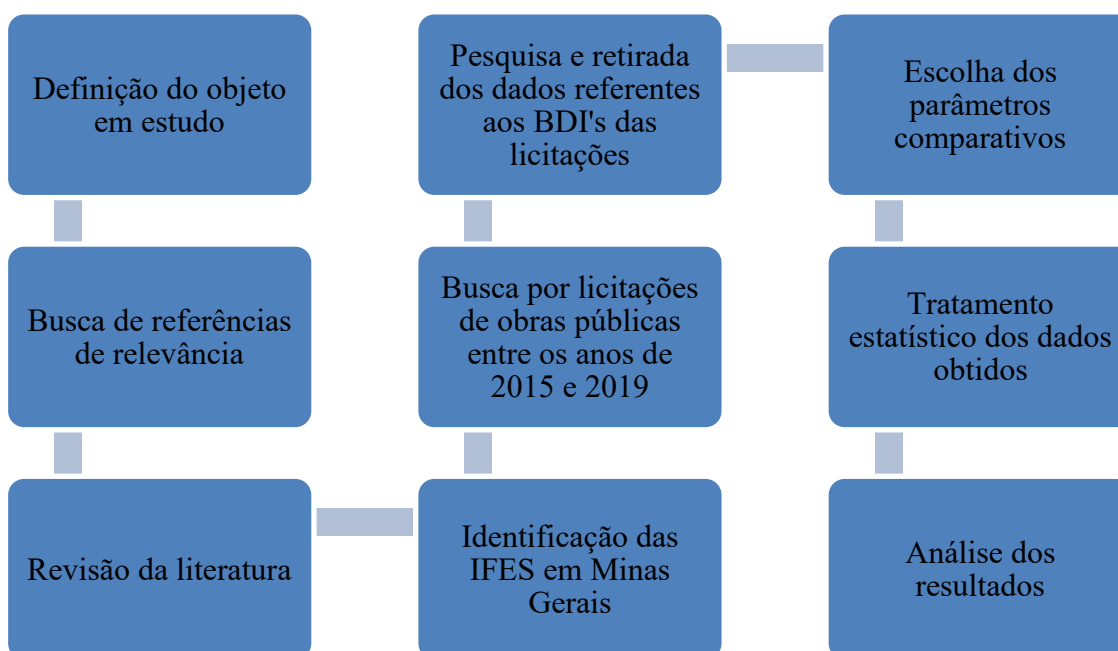 Definição do objeto
em estudo
Busca de referências
de relevância
Revisão da literatura
Identificação das
IFES em Minas
Gerais
Busca por licitações
de obras públicas
entre os anos de
2015 e 2019
Pesquisa e retirada
dos dados referentes
aos BDI's das
licitações
Escolha dos
parâmetros
comparativos
Tratamento
estatístico dos dados
obtidos
Análise dos
resultados